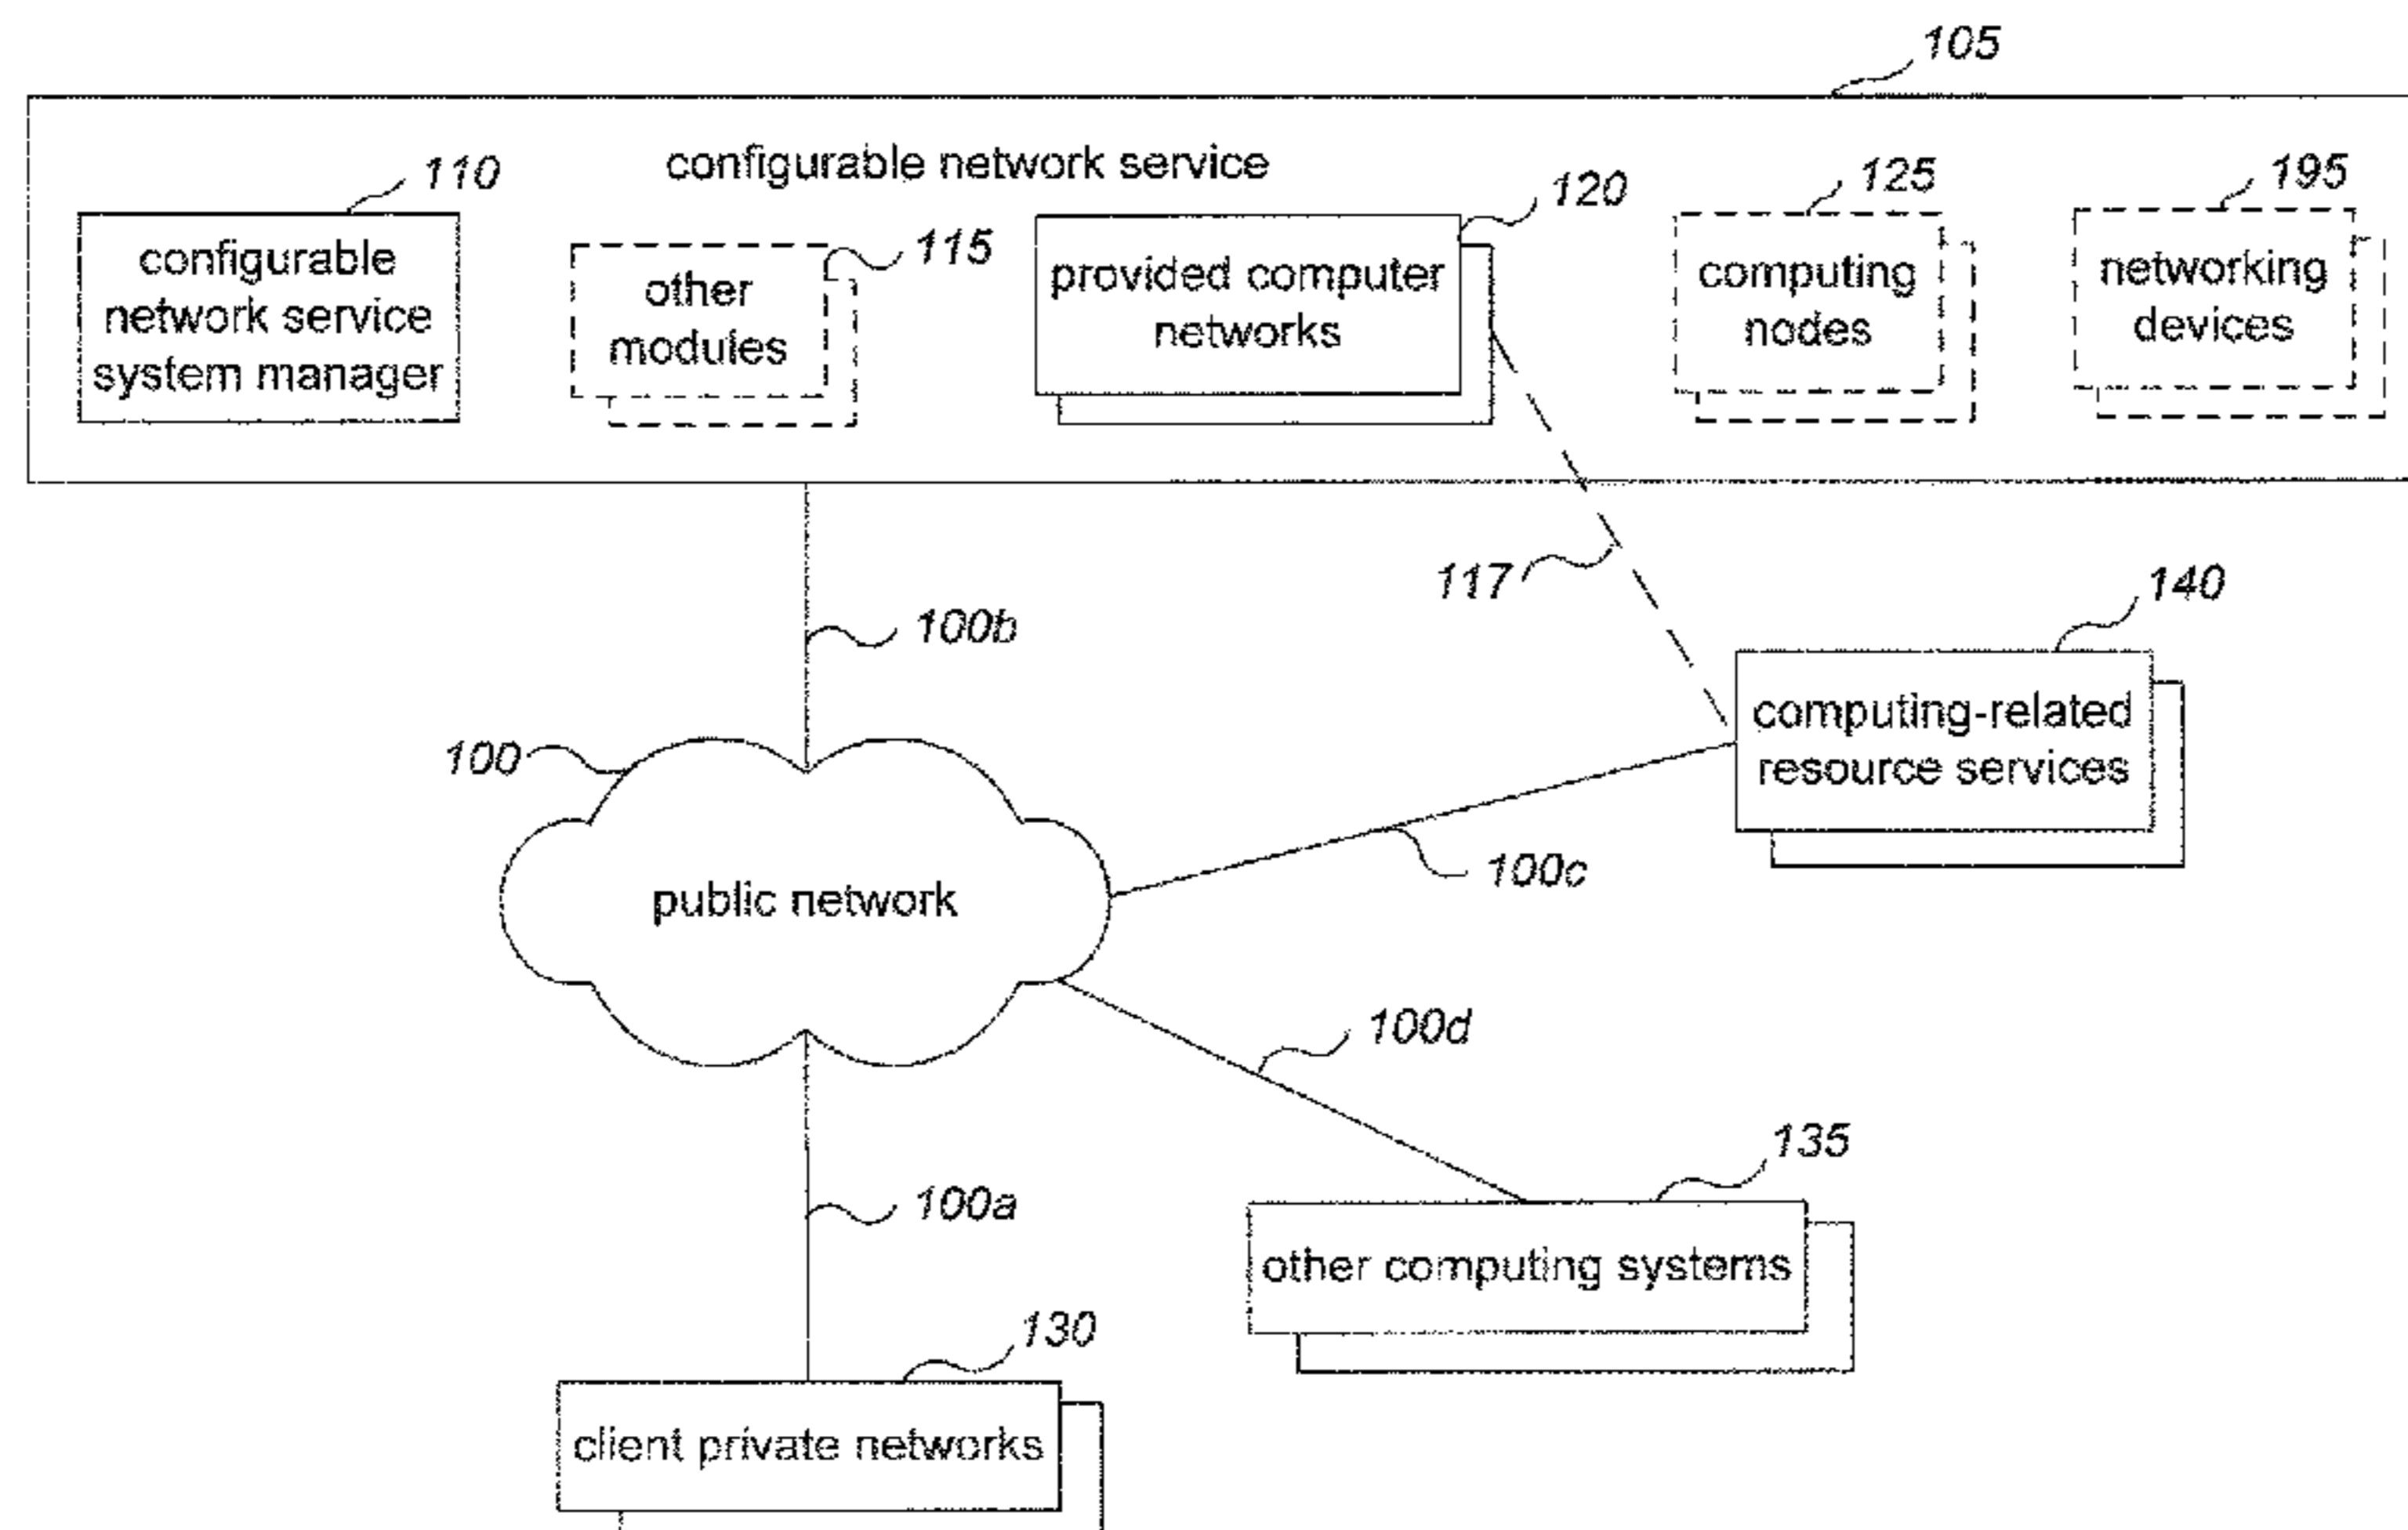 105
configurable network service
110
120
125
195
115
configurable
network service
system manager
other
modules
provided computer
networks
computing
nodes
networking
devices
117
140
100b
computing-related
resource services
100
public network
100c
100d
135
100a
other computing systems
130
client private networks